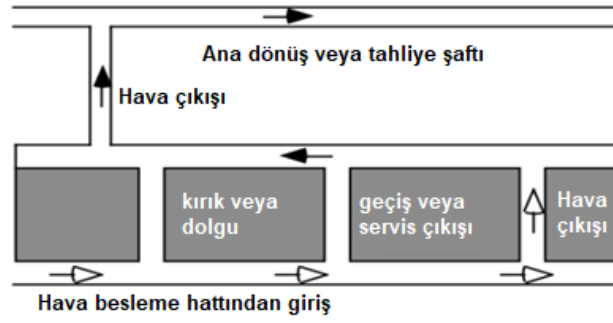 Ana dönüş veya tahliye şaftı
Hava çıkışı
kırık veya
dolgu
geçiş veya
servis çıkışı
Hava
çıkışı
Hava besleme hattından giriş